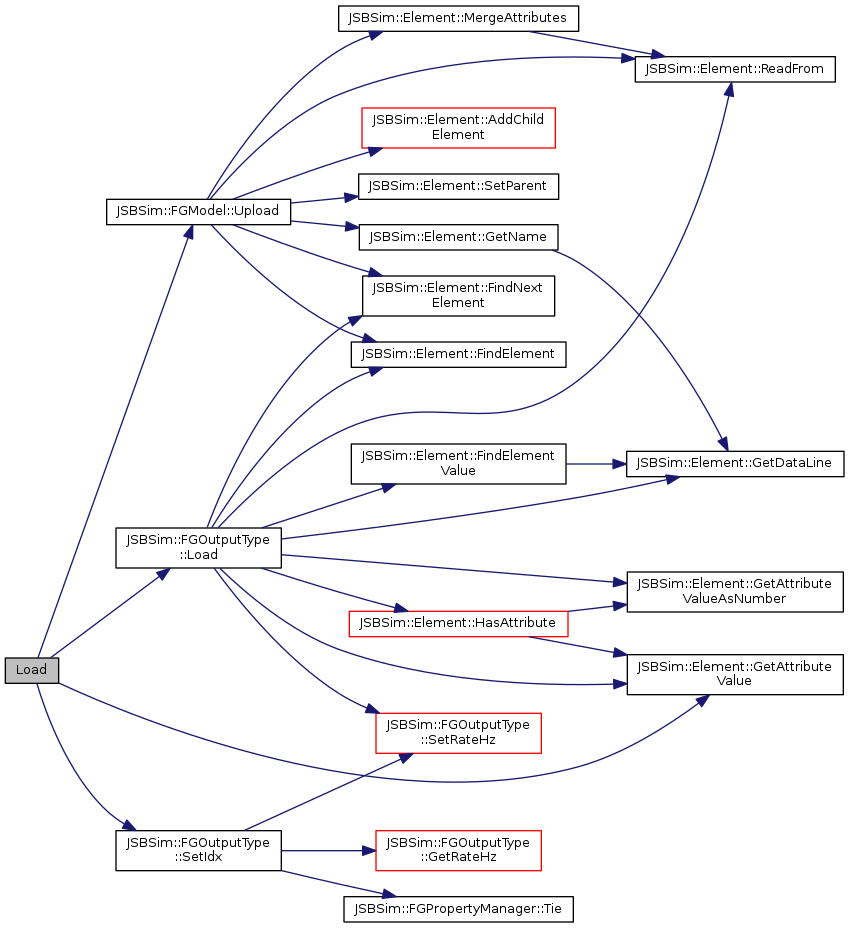 JSBSim::Element::MergeAttributes
JSBSim::Element::ReadFrom
JSBSim::Element::AddChild
Element
JSBSim::Element::SetParent
JSBSim::FGModel::Upload
JSBSim::Element::GetName
JSBSim::Element::FindNext
Element
JSBSim::Element::FindElement
JSBSim::Element::FindElement
Value
JSBSim::Element::GetDataLine
JSBSim::FGOutputType
::Load
JSBSim::Element::GetAttribute
ValueAsNumber
JSBSim::Element::HasAttribute
JSBSim::Element::GetAttribute
Value
Load
JSBSim::FGOutputType
::SetRateHz
JSBSim::FGOutputType
::SetIdx
JSBSim::FGOutputType
::GetRateHz
JSBSim::FGPropertyManager::Tie